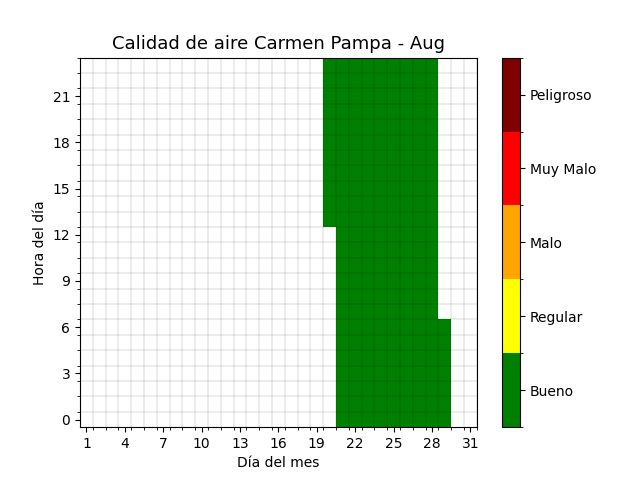 Calidad de aire Carmen Pampa - Aug
Peligroso
Muy Malo
Malo
Regular
Bueno
Hora del día
21
18
15
12
9
6
3
0
1 4 7 10 13 16 19 22 25 28 31
Día del mes